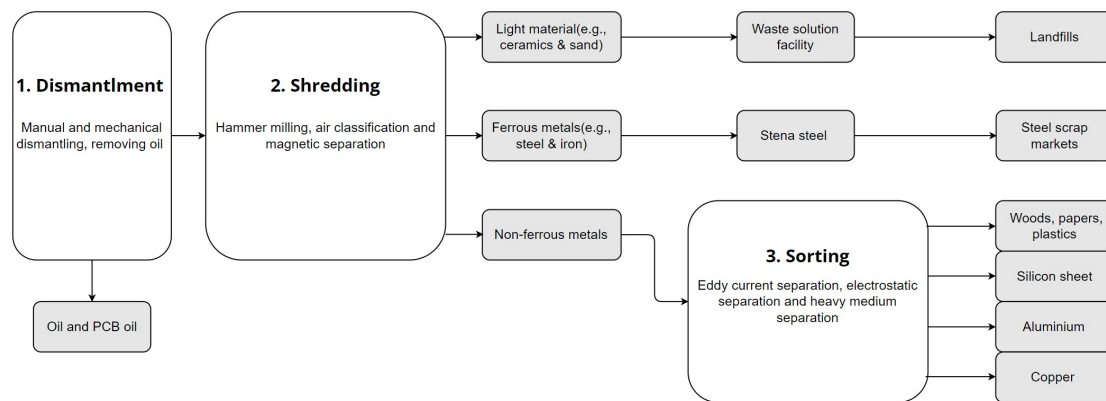 1. Dismantlment
Manual and mechanical
dismantling, removing oil
Oil and PCB oil
2. Shredding
Hammer milling, air classification and
magnetic separation
Light material(e.g.,
ceramics & sand)
Waste solution
facility
Landfills
Ferrous metals(e.g.,
steel & iron)
Stena steel
Steel scrap
markets
Non-ferrous metals
3. Sorting
Eddy current separation, electrostatic
separation and heavy medium
separation
Woods, papers,
plastics
Silicon sheet
Aluminium
Copper